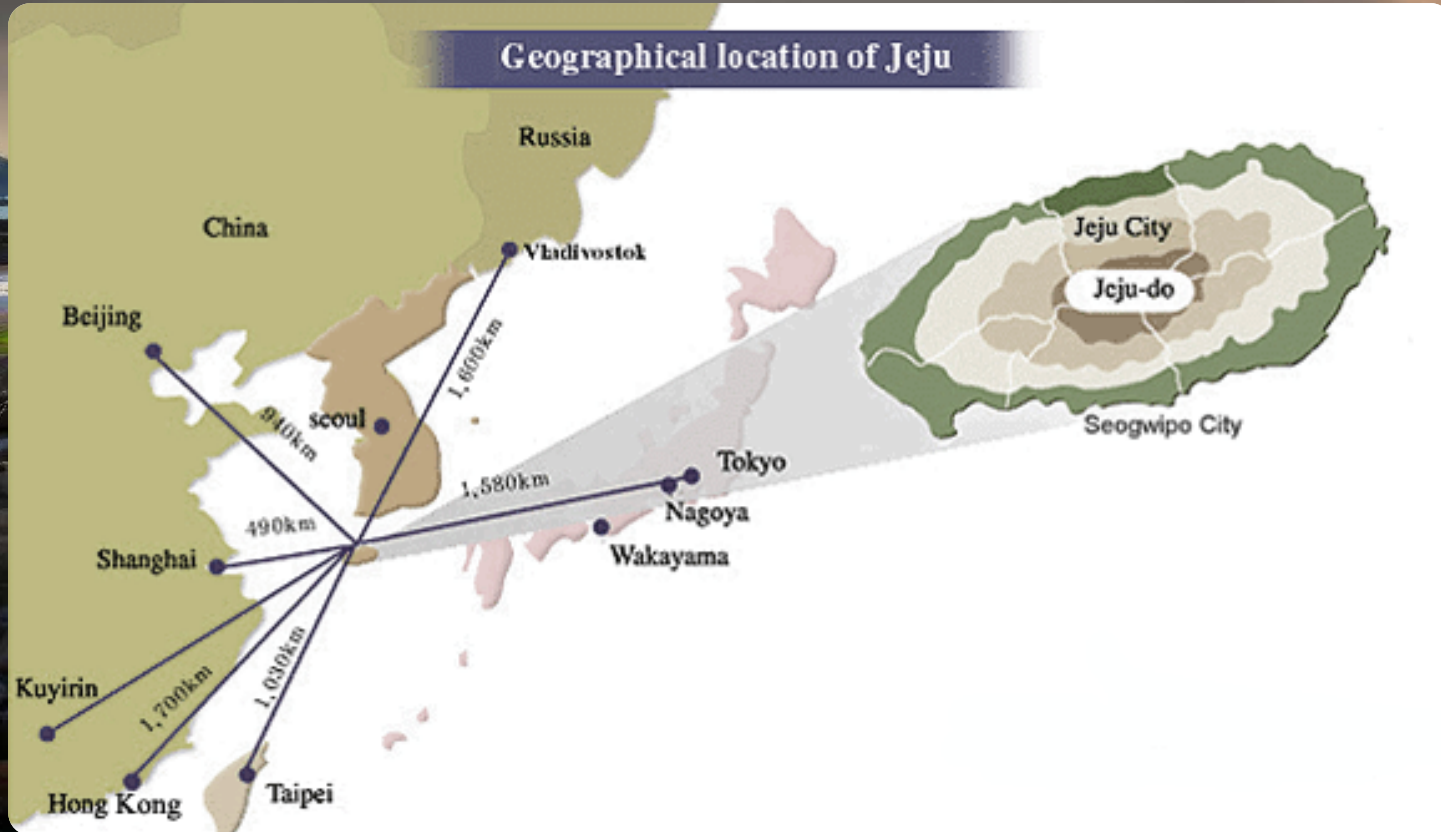 Geographical location of Jeju
Russia
China
Vladivostok
Beijing
Jeju City
Jeju-do
1,600km
940km
seoul
Seogwipo City
1,580km
Tokyo
490km
Nagoya
Shanghai
Wakayama
1,030km
Kuyirin
1,700km
Hong Kong
Taipei